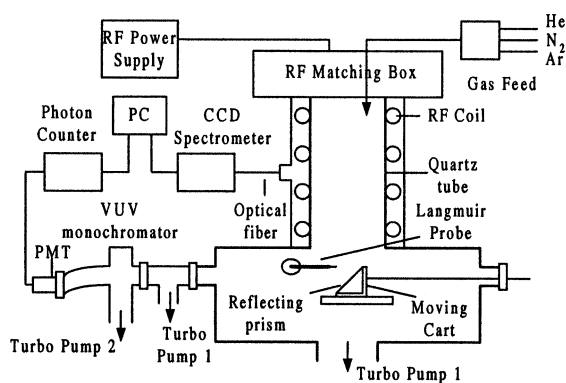 RF Power
Supply
RF Matching Box
He
N2
Ar
Gas Feed
Photon
Counter
PC
CCD
Spectrometer
RF Coil
Quartz
tube
Optical
fiber
Langmuir
Probe
VUV
monochromator
PMT
Reflecting
prism
Moving
Cart
Turbo Pump 2
Turbo
Pump 1
Turbo Pump 1